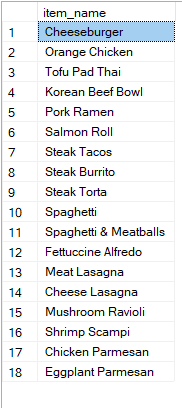 item_name
1 Cheeseburger
2 Orange Chicken
3 Tofu Pad Thai
4 Korean Beef Bowl
5 Pork Ramen
6 Salmon Roll
7 Steak Tacos
8 Steak Burrito
9 Steak Torta
10 Spaghetti
11 Spaghetti & Meatballs
12 Fettuccine Alfredo
13 Meat Lasagna
14 Cheese Lasagna
15 Mushroom Ravioli
16 Shrimp Scampi
17 Chicken Parmesan
18 Eggplant Parmesan